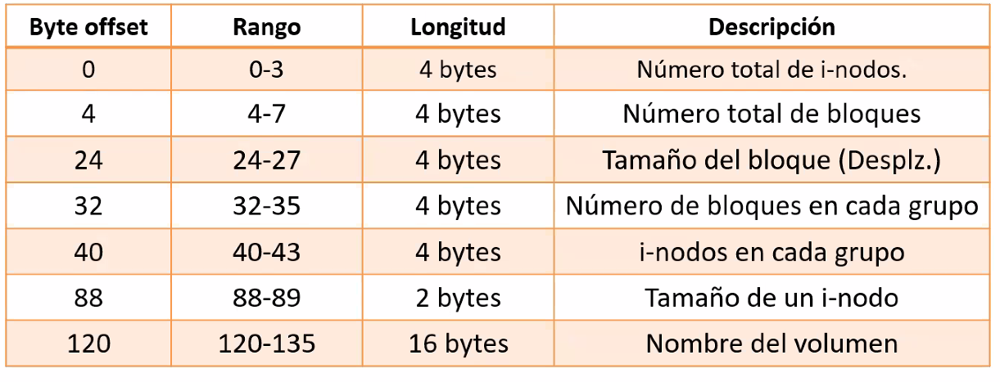 Byte offset Rango Longitud Descripción
0 0-3 4 bytes Número total de i-nodos.
4 4-7 4 bytes Número total de bloques
24 24-27 4 bytes Tamaño del bloque (Desplz.)
32 32-35 4 bytes Número de bloques en cada grupo
40 40-43 4 bytes i-nodos en cada grupo
88 88-89 2 bytes Tamaño de un i-nodo
120 120-135 16 bytes Nombre del volumen